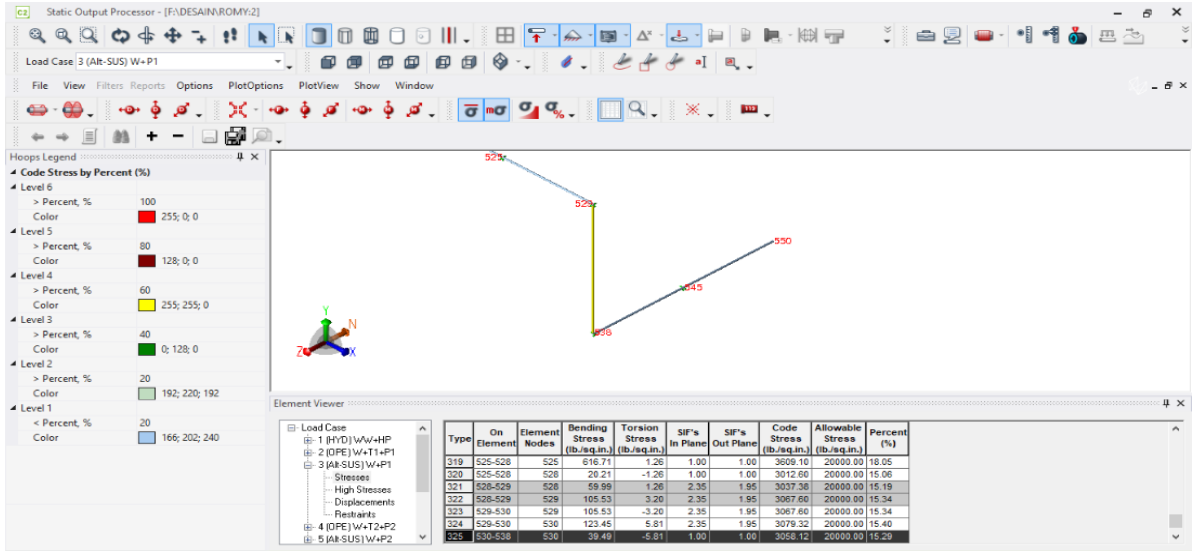 C2 Static Output Processor - [F:\DESAIN\ROMY:2]
Load Case 3 (Alt-SUS) W+P1
File View Filters Reports Options PlotOptions PlotView Show Window
Hoops Legend
Code Stress by Percent (%)
Level 6
> Percent, % 100
Color 255; 0; 0
Level 5
> Percent, % 80
Color 128; 0; 0
Level 4
> Percent, % 60
Color 255; 255; 0
Level 3
> Percent, % 40
Color 0; 128; 0
Level 2
> Percent, % 20
Color 192; 220; 192
Level 1
< Percent, % 20
Color 166; 202; 240
525
529
550
545
538
Y
N
Z
X
Element Viewer
Load Case
1 (HYD) WW+HP
2 (OPE) W+T1+P1
3 (Alt-SUS) W+P1
Stresses
High Stresses
Displacements
Restraints
4 (OPE) W+T2+P2
5 (Alt-SUS) W+P2
Type On Element Element Nodes Bending Stress (lb./sq.in.) Torsion Stress (lb./sq.in.) SIF's In Plane SIF's Out Plane Code Stress (lb./sq.in.) Allowable Stress (lb./sq.in.) Percent (%)
319 525-528 525 616.71 1.26 1.00 1.00 3609.10 20000.00 18.05
320 525-528 528 20.21 -1.26 1.00 1.00 3012.60 20000.00 15.06
321 528-529 528 59.99 1.26 2.35 1.95 3037.38 20000.00 15.19
322 528-529 529 105.53 3.20 2.35 1.95 3067.60 20000.00 15.34
323 529-530 529 105.53 -3.20 2.35 1.95 3067.60 20000.00 15.34
324 529-530 530 123.45 5.81 2.35 1.95 3079.32 20000.00 15.40
325 530-538 530 39.49 -5.81 1.00 1.00 3058.12 20000.00 15.29